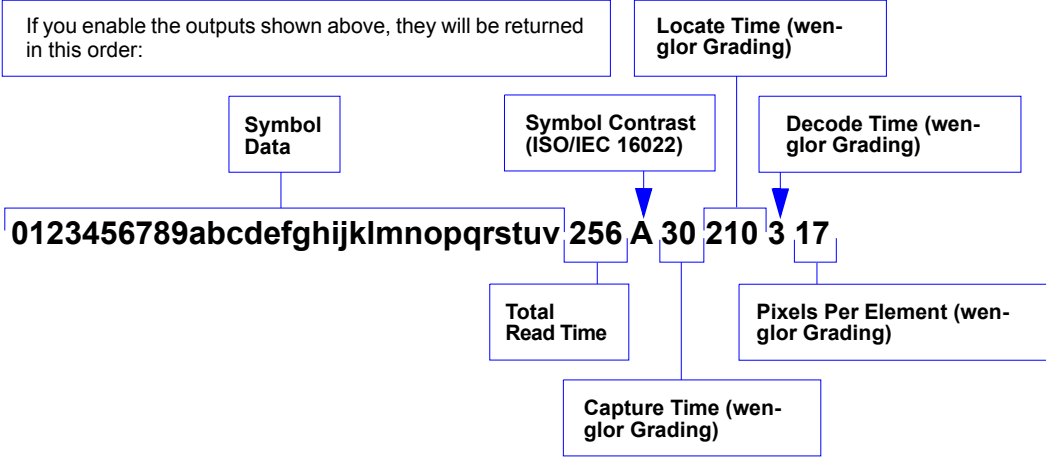 If you enable the outputs shown above, they will be returned
in this order:
Locate Time (wen-
glor Grading)
Symbol
Data
Symbol Contrast
(ISO/IEC 16022)
Decode Time (wen-
glor Grading)
0123456789abcdefghijklmnopqrstuv 256 A 30 210 3 17
Total
Read Time
Pixels Per Element (wen-
glor Grading)
Capture Time (wen-
glor Grading)